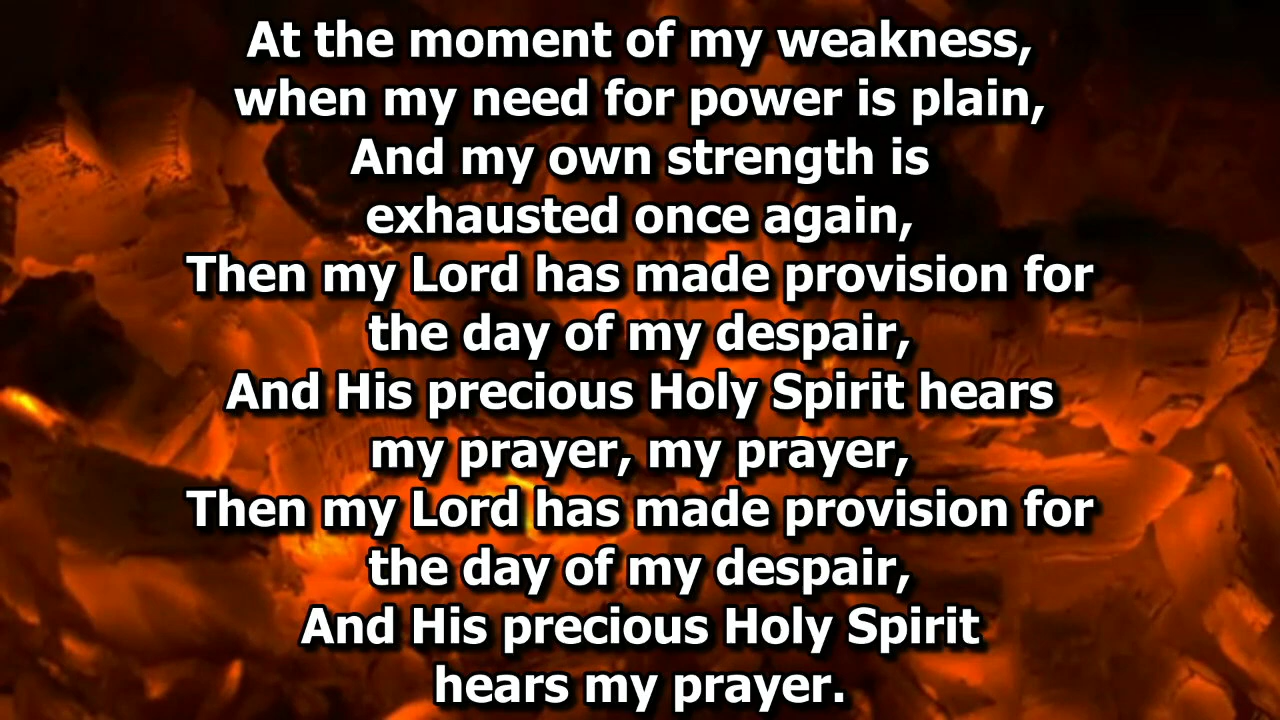 At the moment of my weakness,
when my need for power is plain,
And my own strength is
exhausted once again,
Then my Lord has made provision for
the day of my despair,
And His precious Holy Spirit hears
my prayer, my prayer,
Then my Lord has made provision for
the day of my despair,
And His precious Holy Spirit
hears my prayer.